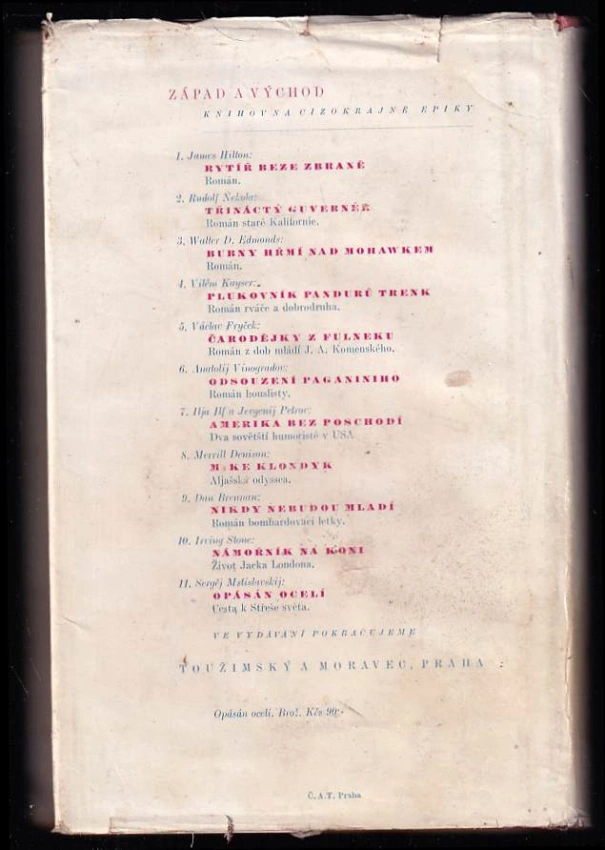 ZÁPAD A VÝCHOD
KNIHOVNA CIZOKRAJNÉ EPIKY
1. James Hilton:
RYTÍŘ BEZE ZBRANĚ
Román.
2. Rudolf Nekola:
TŘINÁCTÝ GUVERNÉR
Román staré Kalifornie.
3. Walter D. Edmonds:
BUBNY HŘMÍ NAD MOHAWKEM
Román.
4. Vilém Kayser:
PLUKOVNÍK PANDURŮ TRENK
Román rváče a dobrodruha.
5. Václav Fryček:
ČARODĚJKY Z FULNEKU
Román z dob mládí J. A. Komenského.
6. Anatolij Vinogradov:
ODSOUZENÍ PAGANINIHO
Román houslisty.
7. Ilja Ilf a Jevgenij Petrov:
AMERIKA BEZ POSCHODÍ
Dva sovětští humoristé v USA
8. Merrill Denison:
MIKE KLONDYK
Aljašská odyssea.
9. Dan Brennan:
NIKDY NEBUDOU MLADÍ
Román bombardovací letky.
10. Irving Stone:
NÁMOŘNÍK NA KONI
Život Jacka Londona.
11. Sergěj Mstislavskij:
OPÁSÁN OCELÍ
Cesta k Střeše světa.
VE VYDÁVÁNÍ POKRAČUJEME
TOUŽIMSKÝ A MORAVEC, PRAHA
Opásán ocelí. Brož. Kčs 90·-
Č. A. T. Praha